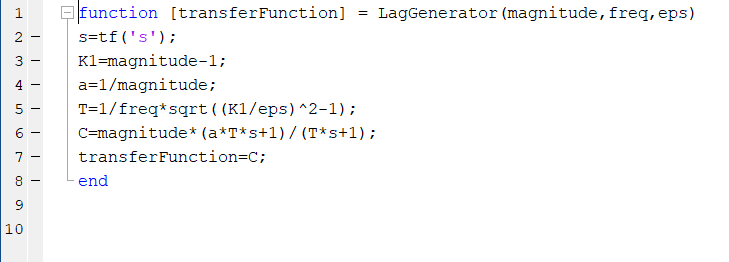 1 function [transferFunction] = LagGenerator(magnitude,freq,eps)
2 – s=tf('s');
3 – K1=magnitude-1;
4 – a=1/magnitude;
5 – T=1/freq*sqrt((K1/eps)^2-1);
6 – C=magnitude*(a*T*s+1)/(T*s+1);
7 – transferFunction=C;
8 – end
9
10